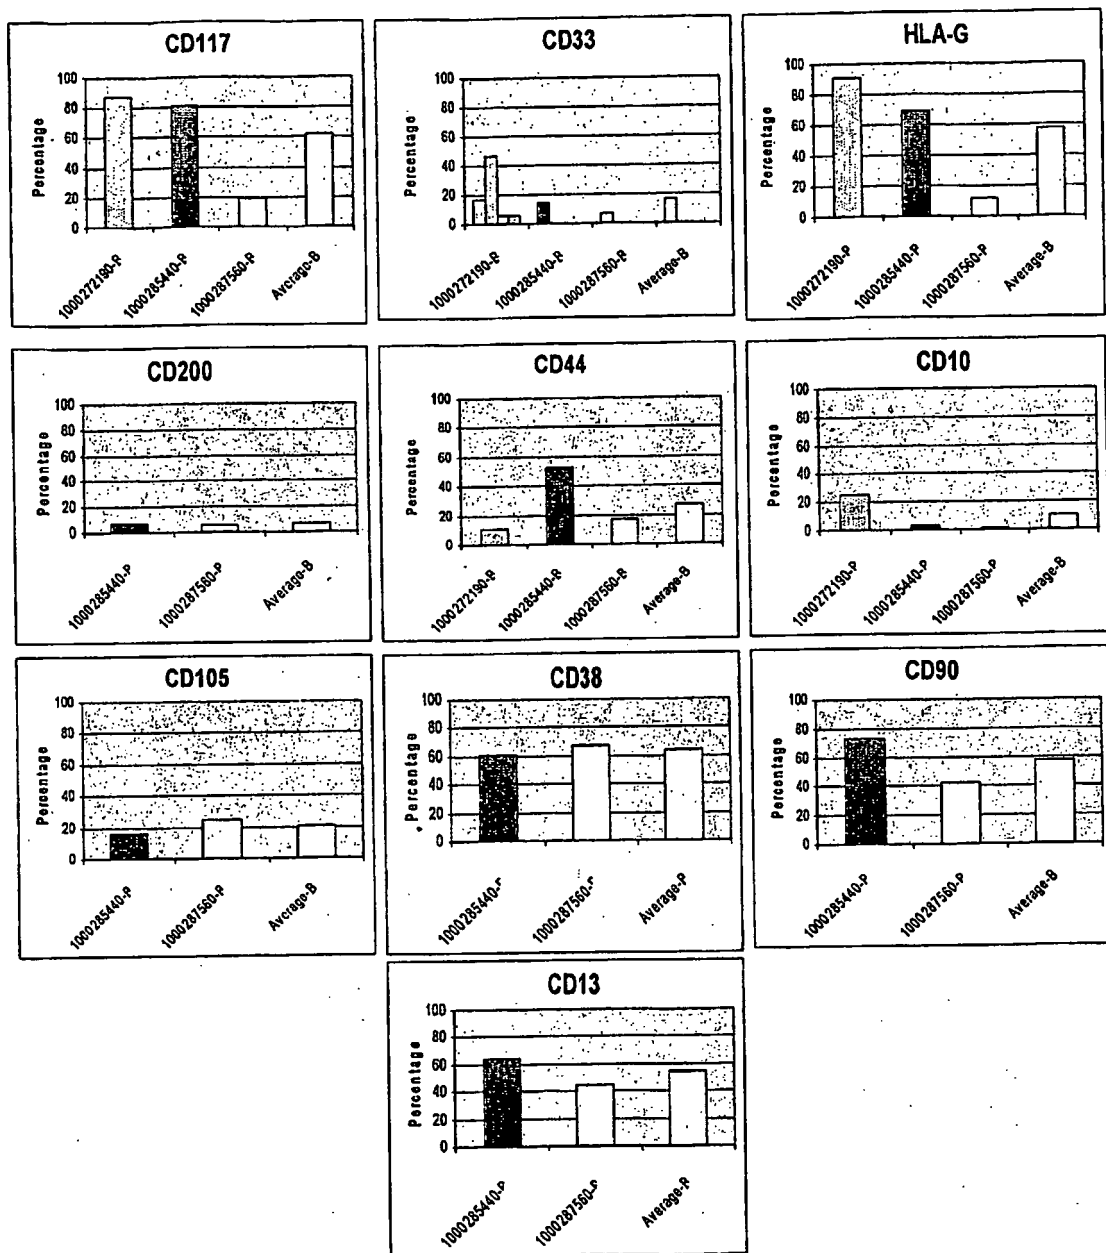 CD117
Percentage
100
80
60
40
20
0
1000272190-P
1000285440-P
1000287560-P
Average-B
CD33
Percentage
100
80
60
40
20
0
1000272190-B
1000285440-B
1000287560-B
Average-B
HLA-G
Percentage
100
80
60
40
20
0
1000272190-P
1000285440-P
1000287560-P
Average-B
CD200
Percentage
100
80
60
40
20
0
1000285440-P
1000287560-P
Average-B
CD44
Percentage
100
80
60
40
20
0
1000272190-B
1000285440-B
1000287560-B
Average-B
CD10
Percentage
100
80
60
40
20
0
1000272190-P
1000285440-P
1000287560-P
Average-B
CD105
Percentage
100
80
60
40
20
0
1000285440-P
1000287560-P
Average-B
CD38
Percentage
100
80
60
40
20
0
1000285440-P
1000287560-P
Average-P
CD90
Percentage
100
80
60
40
20
0
1000285440-P
1000287560-P
Average-B
CD13
Percentage
100
80
60
40
20
0
1000285440-P
1000287560-P
Average-B